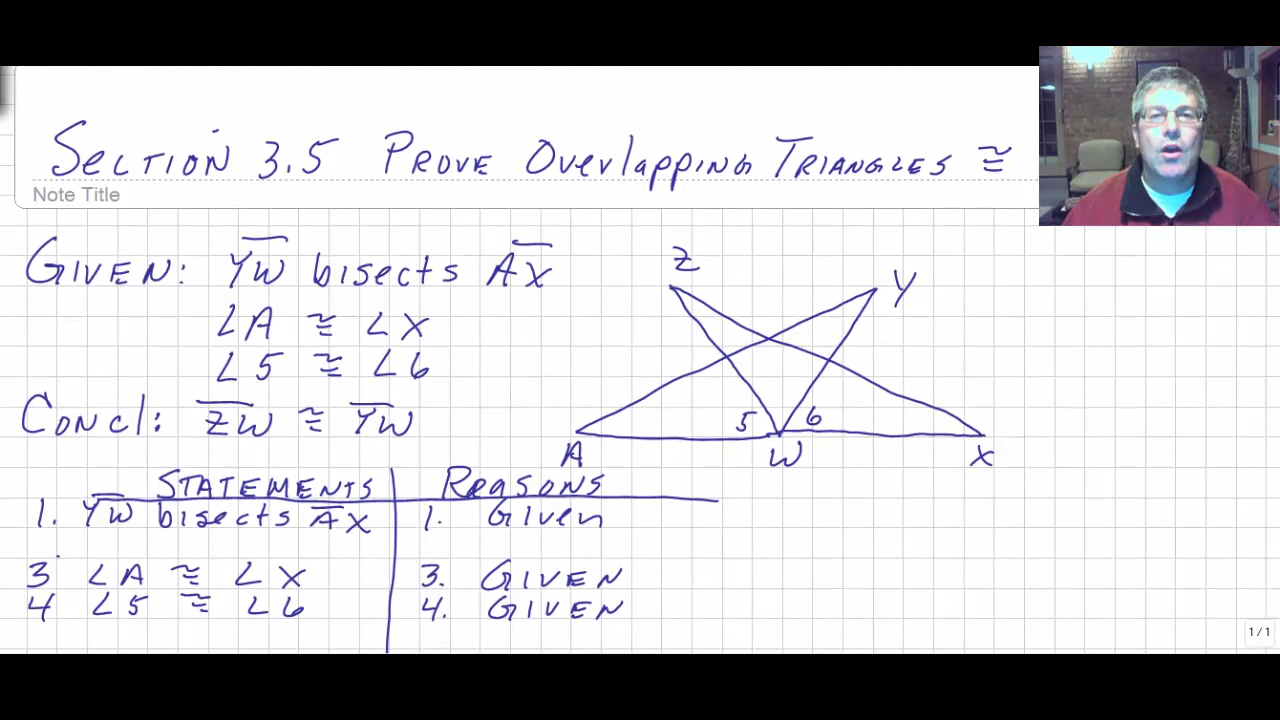 Section 3.5 Prove Overlapping Triangles ≅
Note Title
Given: YW bisects AX
∠A ≅ ∠X
∠5 ≅ ∠6
Concl: ZW ≅ YW
Z
Y
5
6
A
W
X
Statements
Reasons
1. YW bisects AX
1. Given
3 ∠A ≅ ∠X
3. Given
4 ∠5 ≅ ∠6
4. Given
1/1